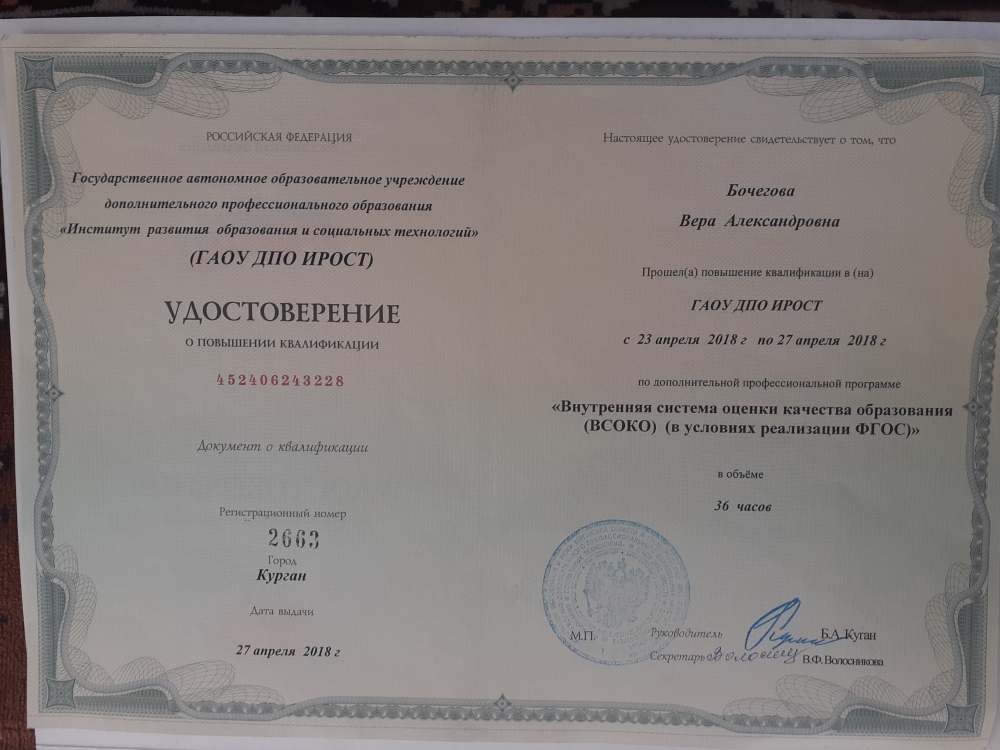 РОССИЙСКАЯ ФЕДЕРАЦИЯ
Государственное автономное образовательное учреждение
дополнительного профессионального образования
«Институт развития образования и социальных технологий»
(ГАОУ ДПО ИРОСТ)
УДОСТОВЕРЕНИЕ
О ПОВЫШЕНИИ КВАЛИФИКАЦИИ
452406243228
Документ о квалификации
Регистрационный номер
2663
Город
Курган
Дата выдачи
27 апреля 2018 г
Настоящее удостоверение свидетельствует о том, что
Бочегова
Вера Александровна
Прошел(а) повышение квалификации в (на)
ГАОУ ДПО ИРОСТ
с 23 апреля 2018 г по 27 апреля 2018 г
по дополнительной профессиональной программе
«Внутренняя система оценки качества образования
(ВСОКО) (в условиях реализации ФГОС)»
в объёме
36 часов
М.П.
Руководитель Б.А. Куган
Секретарь В.Ф. Волосникова